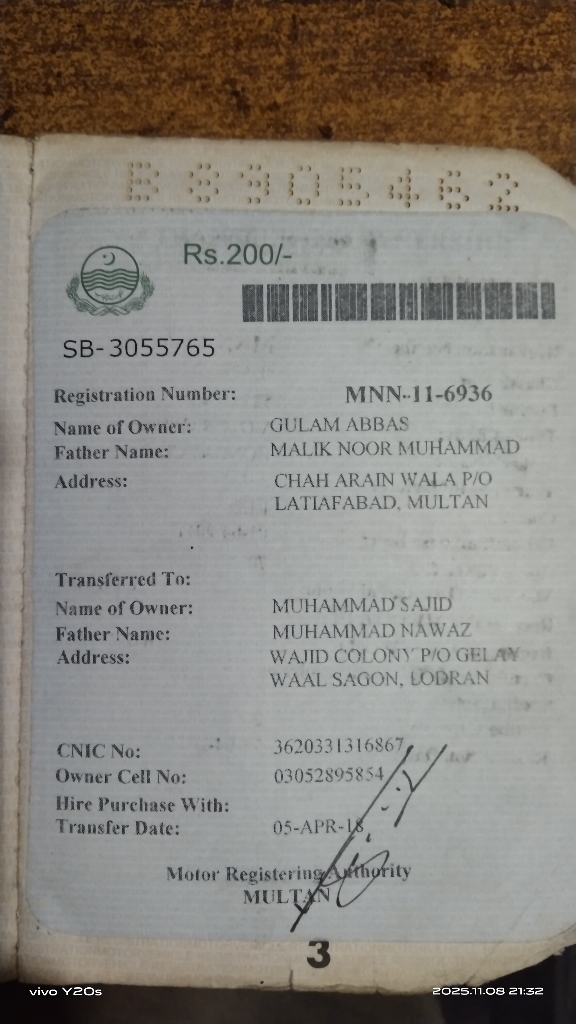 B 3905462
Rs.200/-
SB-3055765
Registration Number: MNN-11-6936
Name of Owner: GULAM ABBAS
Father Name: MALIK NOOR MUHAMMAD
Address: CHAH ARAIN WALA P/O
LATIAFABAD, MULTAN
Transferred To:
Name of Owner: MUHAMMAD SAJID
Father Name: MUHAMMAD NAWAZ
Address: WAJID COLONY P/O GELAY
WAAL SAGON, LODRAN
CNIC No: 3620331316867
Owner Cell No: 03052895854
Hire Purchase With:
Transfer Date: 05-APR-18
Motor Registering Authority
MULTAN
3
vivo Y20s
2025.11.08 21:32